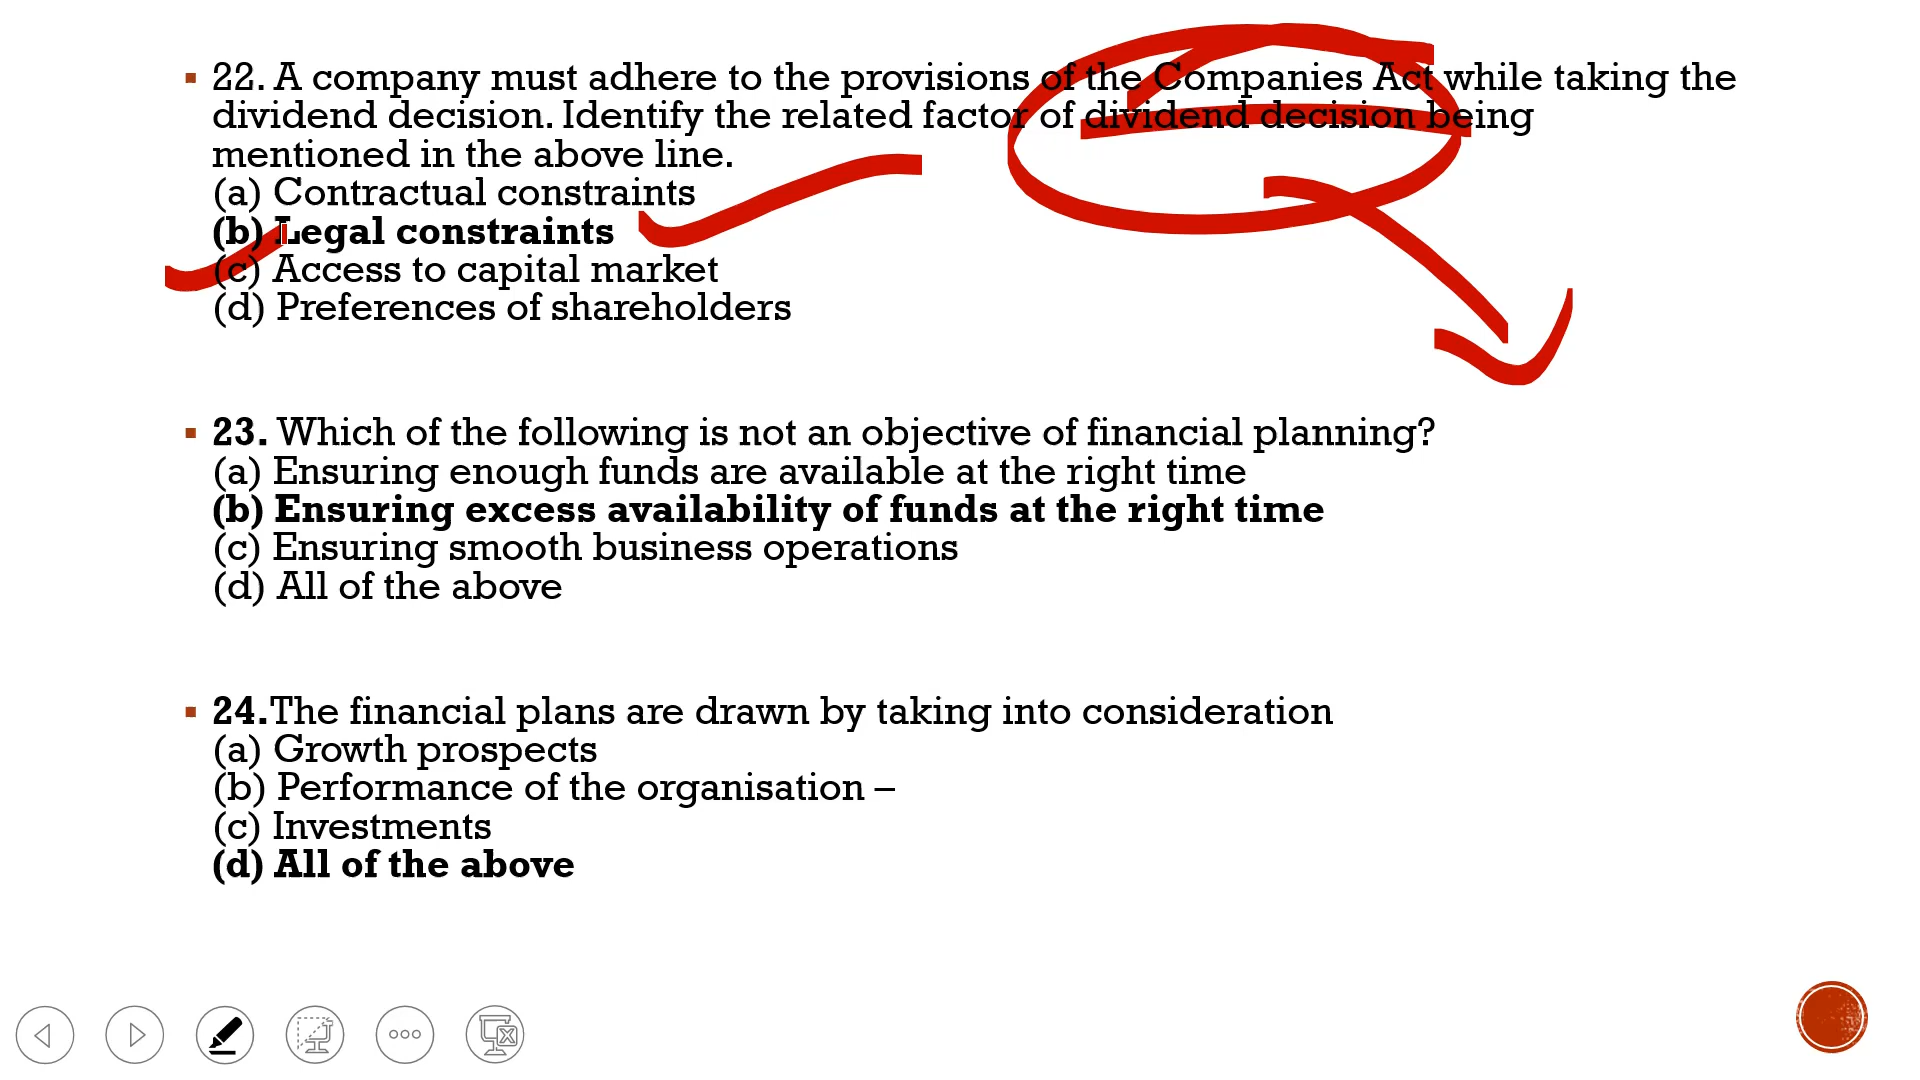 22. A company must adhere to the provisions of the Companies Act while taking the
dividend decision. Identify the related factor of dividend decision being
mentioned in the above line.
(a) Contractual constraints
(b) Legal constraints
(c) Access to capital market
(d) Preferences of shareholders
23. Which of the following is not an objective of financial planning?
(a) Ensuring enough funds are available at the right time
(b) Ensuring excess availability of funds at the right time
(c) Ensuring smooth business operations
(d) All of the above
24.The financial plans are drawn by taking into consideration
(a) Growth prospects
(b) Performance of the organisation –
(c) Investments
(d) All of the above